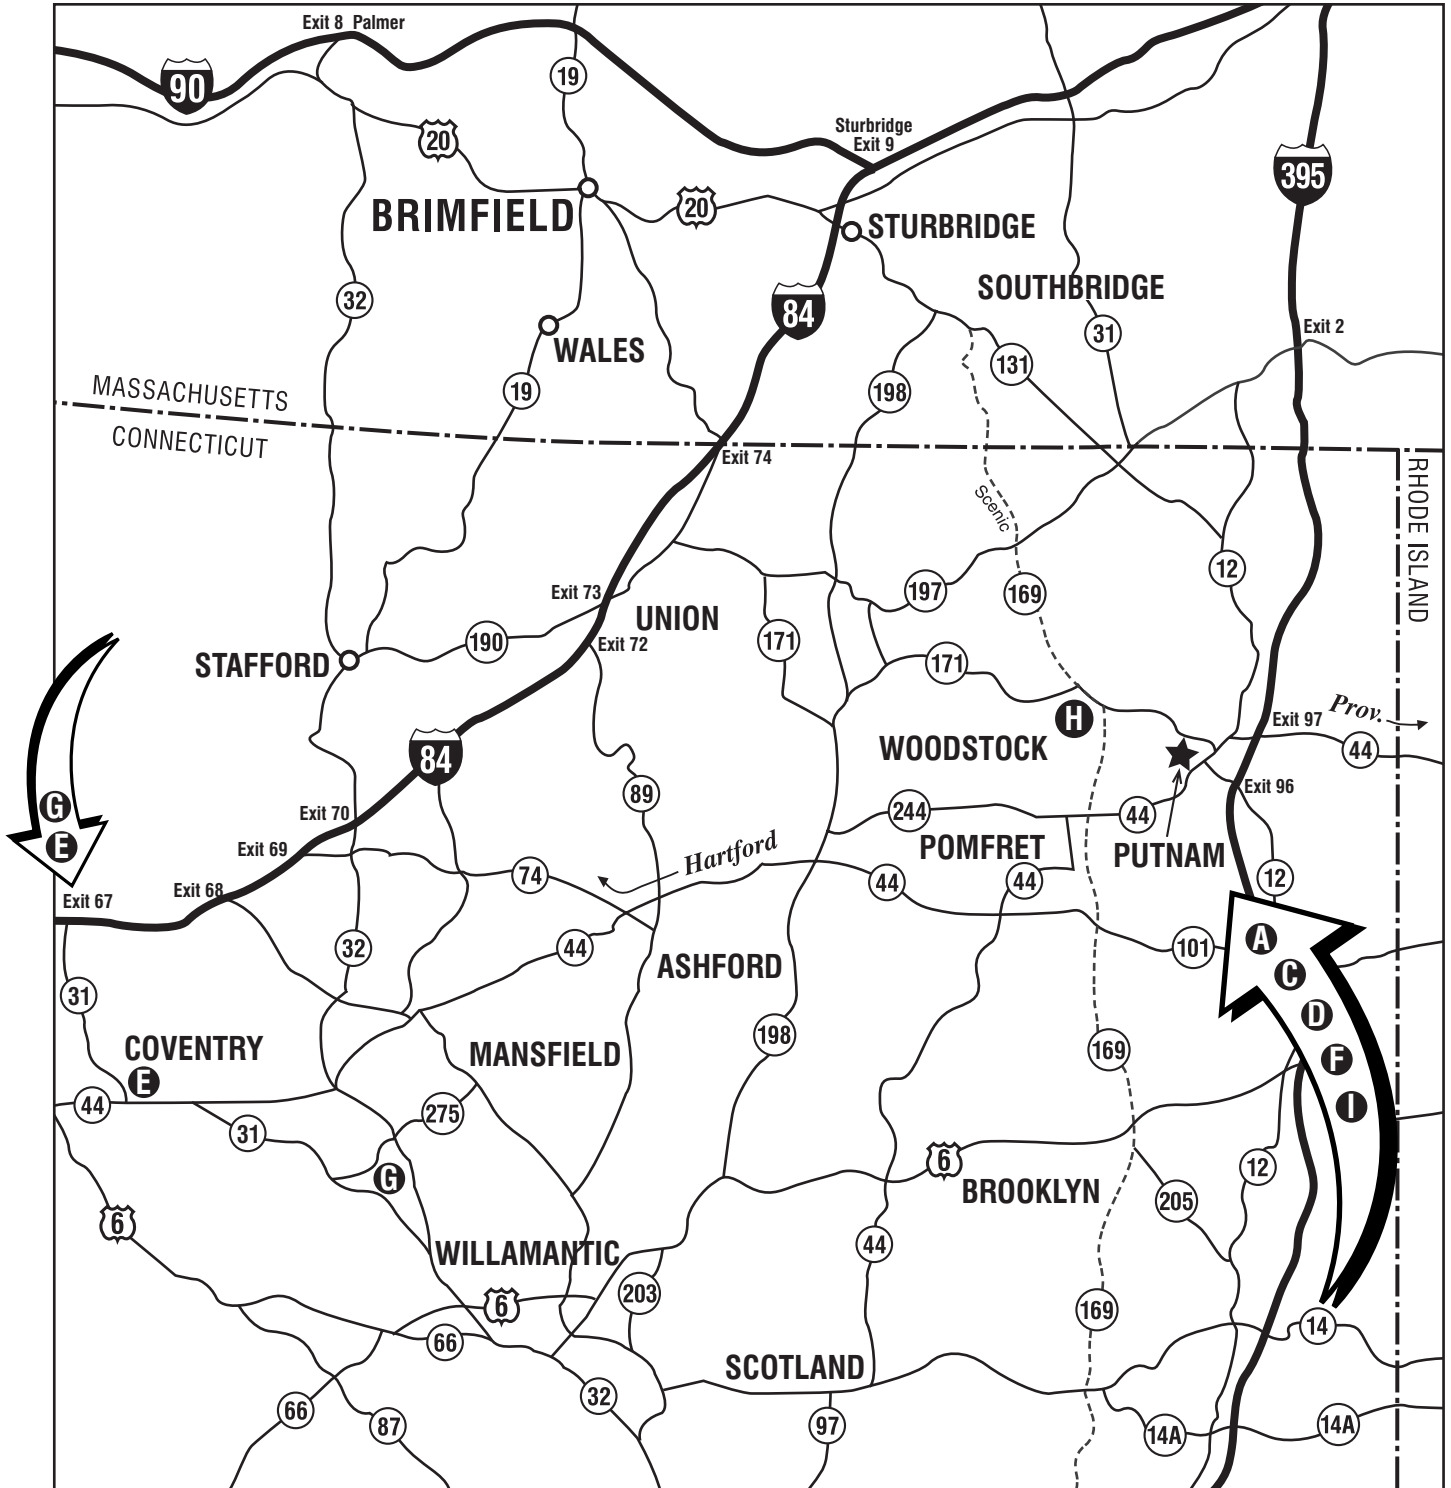 Exit 8 Palmer
90
19
20
Sturbridge
Exit 9
395
BRIMFIELD
20
STURBRIDGE
SOUTHBRIDGE
32
84
31
Exit 2
WALES
131
19
198
MASSACHUSETTS
CONNECTICUT
Exit 74
RHODE ISLAND
Scenic
12
Exit 73
197
169
UNION
190
Exit 72
171
171
STAFFORD
H
Exit 97
Prov.
44
WOODSTOCK
84
89
Exit 96
G
E
Exit 70
244
44
Exit 69
Hartford
POMFRET
PUTNAM
74
44
44
12
Exit 68
Exit 67
32
44
101
A
ASHFORD
C
31
D
198
COVENTRY
MANSFIELD
169
F
E
44
275
I
31
6
12
G
BROOKLYN
205
6
WILLAMANTIC
44
203
6
169
14
66
SCOTLAND
32
66
87
97
14A
14A